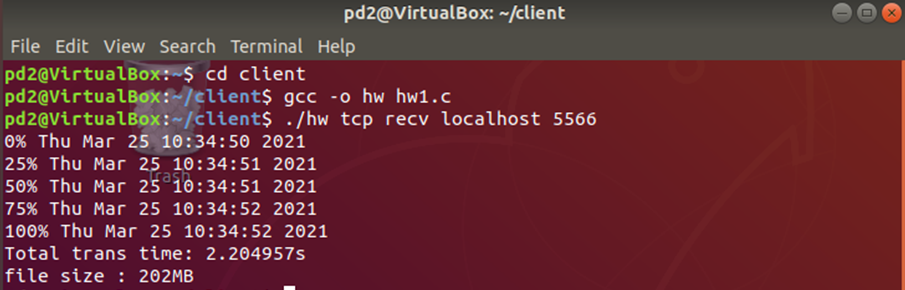 pd2@VirtualBox: ~/client
File Edit View Search Terminal Help
pd2@VirtualBox:~$ cd client
pd2@VirtualBox:~/client$ gcc -o hw hw1.c
pd2@VirtualBox:~/client$ ./hw tcp recv localhost 5566
0% Thu Mar 25 10:34:50 2021
25% Thu Mar 25 10:34:51 2021
50% Thu Mar 25 10:34:51 2021
Trash
75% Thu Mar 25 10:34:52 2021
100% Thu Mar 25 10:34:52 2021
Total trans time: 2.204957s
file size : 202MB